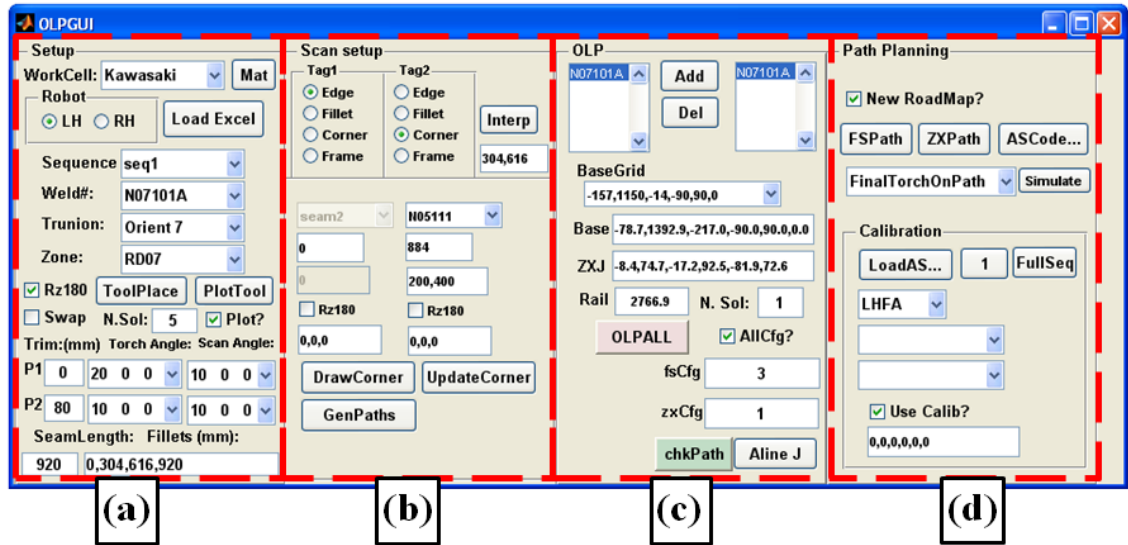 OLPGUI
Setup
WorkCell: Kawasaki Mat
Robot
LH RH Load Excel
Sequence seq1
Weld#: N07101A
Trunion: Orient 7
Zone: RD07
Rz180 ToolPlace PlotTool
Swap N.Sol: 5 Plot?
Trim:(mm) Torch Angle: Scan Angle:
P1 0 20 0 0 10 0 0
P2 80 10 0 0 10 0 0
SeamLength: Fillets (mm):
920 0,304,616,920
(a)
Scan setup
Tag1 Tag2
Edge Edge
Fillet Fillet Interp
Corner Corner
Frame Frame 304,616
seam2 N05111
0 884
0 200,400
Rz180 Rz180
0,0,0 0,0,0
DrawCorner UpdateCorner
GenPaths
(b)
OLP
N07101A Add N07101A
Del
BaseGrid
-157,1150,-14,-90,90,0
Base -78.7,1392.9,-217.0,-90.0,90.0,0.0
ZXJ -8.4,74.7,-17.2,92.5,-81.9,72.6
Rail 2766.9 N. Sol: 1
OLPALL AllCfg?
fsCfg 3
zxCfg 1
chkPath Aline J
(c)
Path Planning
New RoadMap?
FSPath ZXPath ASCode...
FinalTorchOnPath Simulate
Calibration
LoadAS... 1 FullSeq
LHFA
Use Calib?
0,0,0,0,0,0
(d)